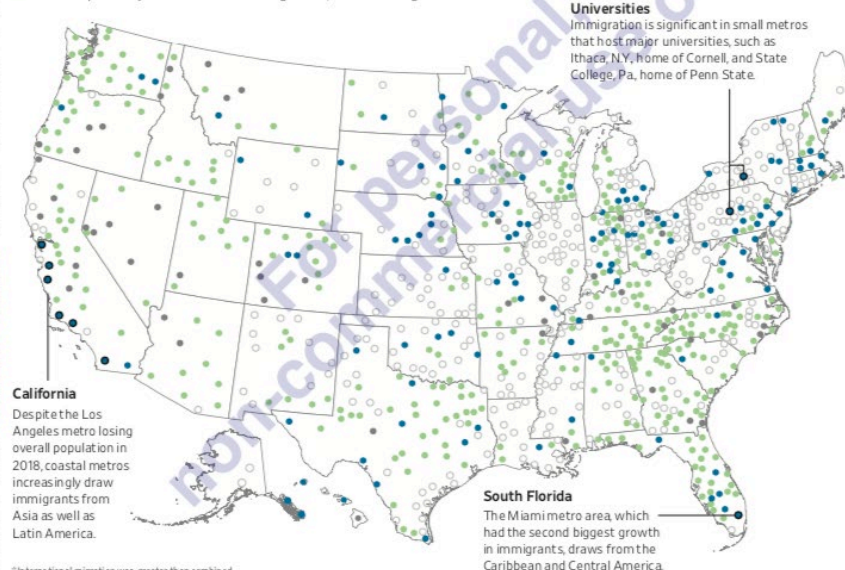 Universities
Immigration is significant in small metros
that host major universities, such as
Ithaca, N.Y., home of Cornell, and State
College, Pa., home of Penn State.
For personal,
non-commercial use o
California
Despite the Los
Angeles metro losing
overall population in
2018, coastal metros
increasingly draw
immigrants from
Asia as well as
Latin America.
South Florida
The Miami metro area, which
had the second biggest growth
in immigrants, draws from the
Caribbean and Central America.